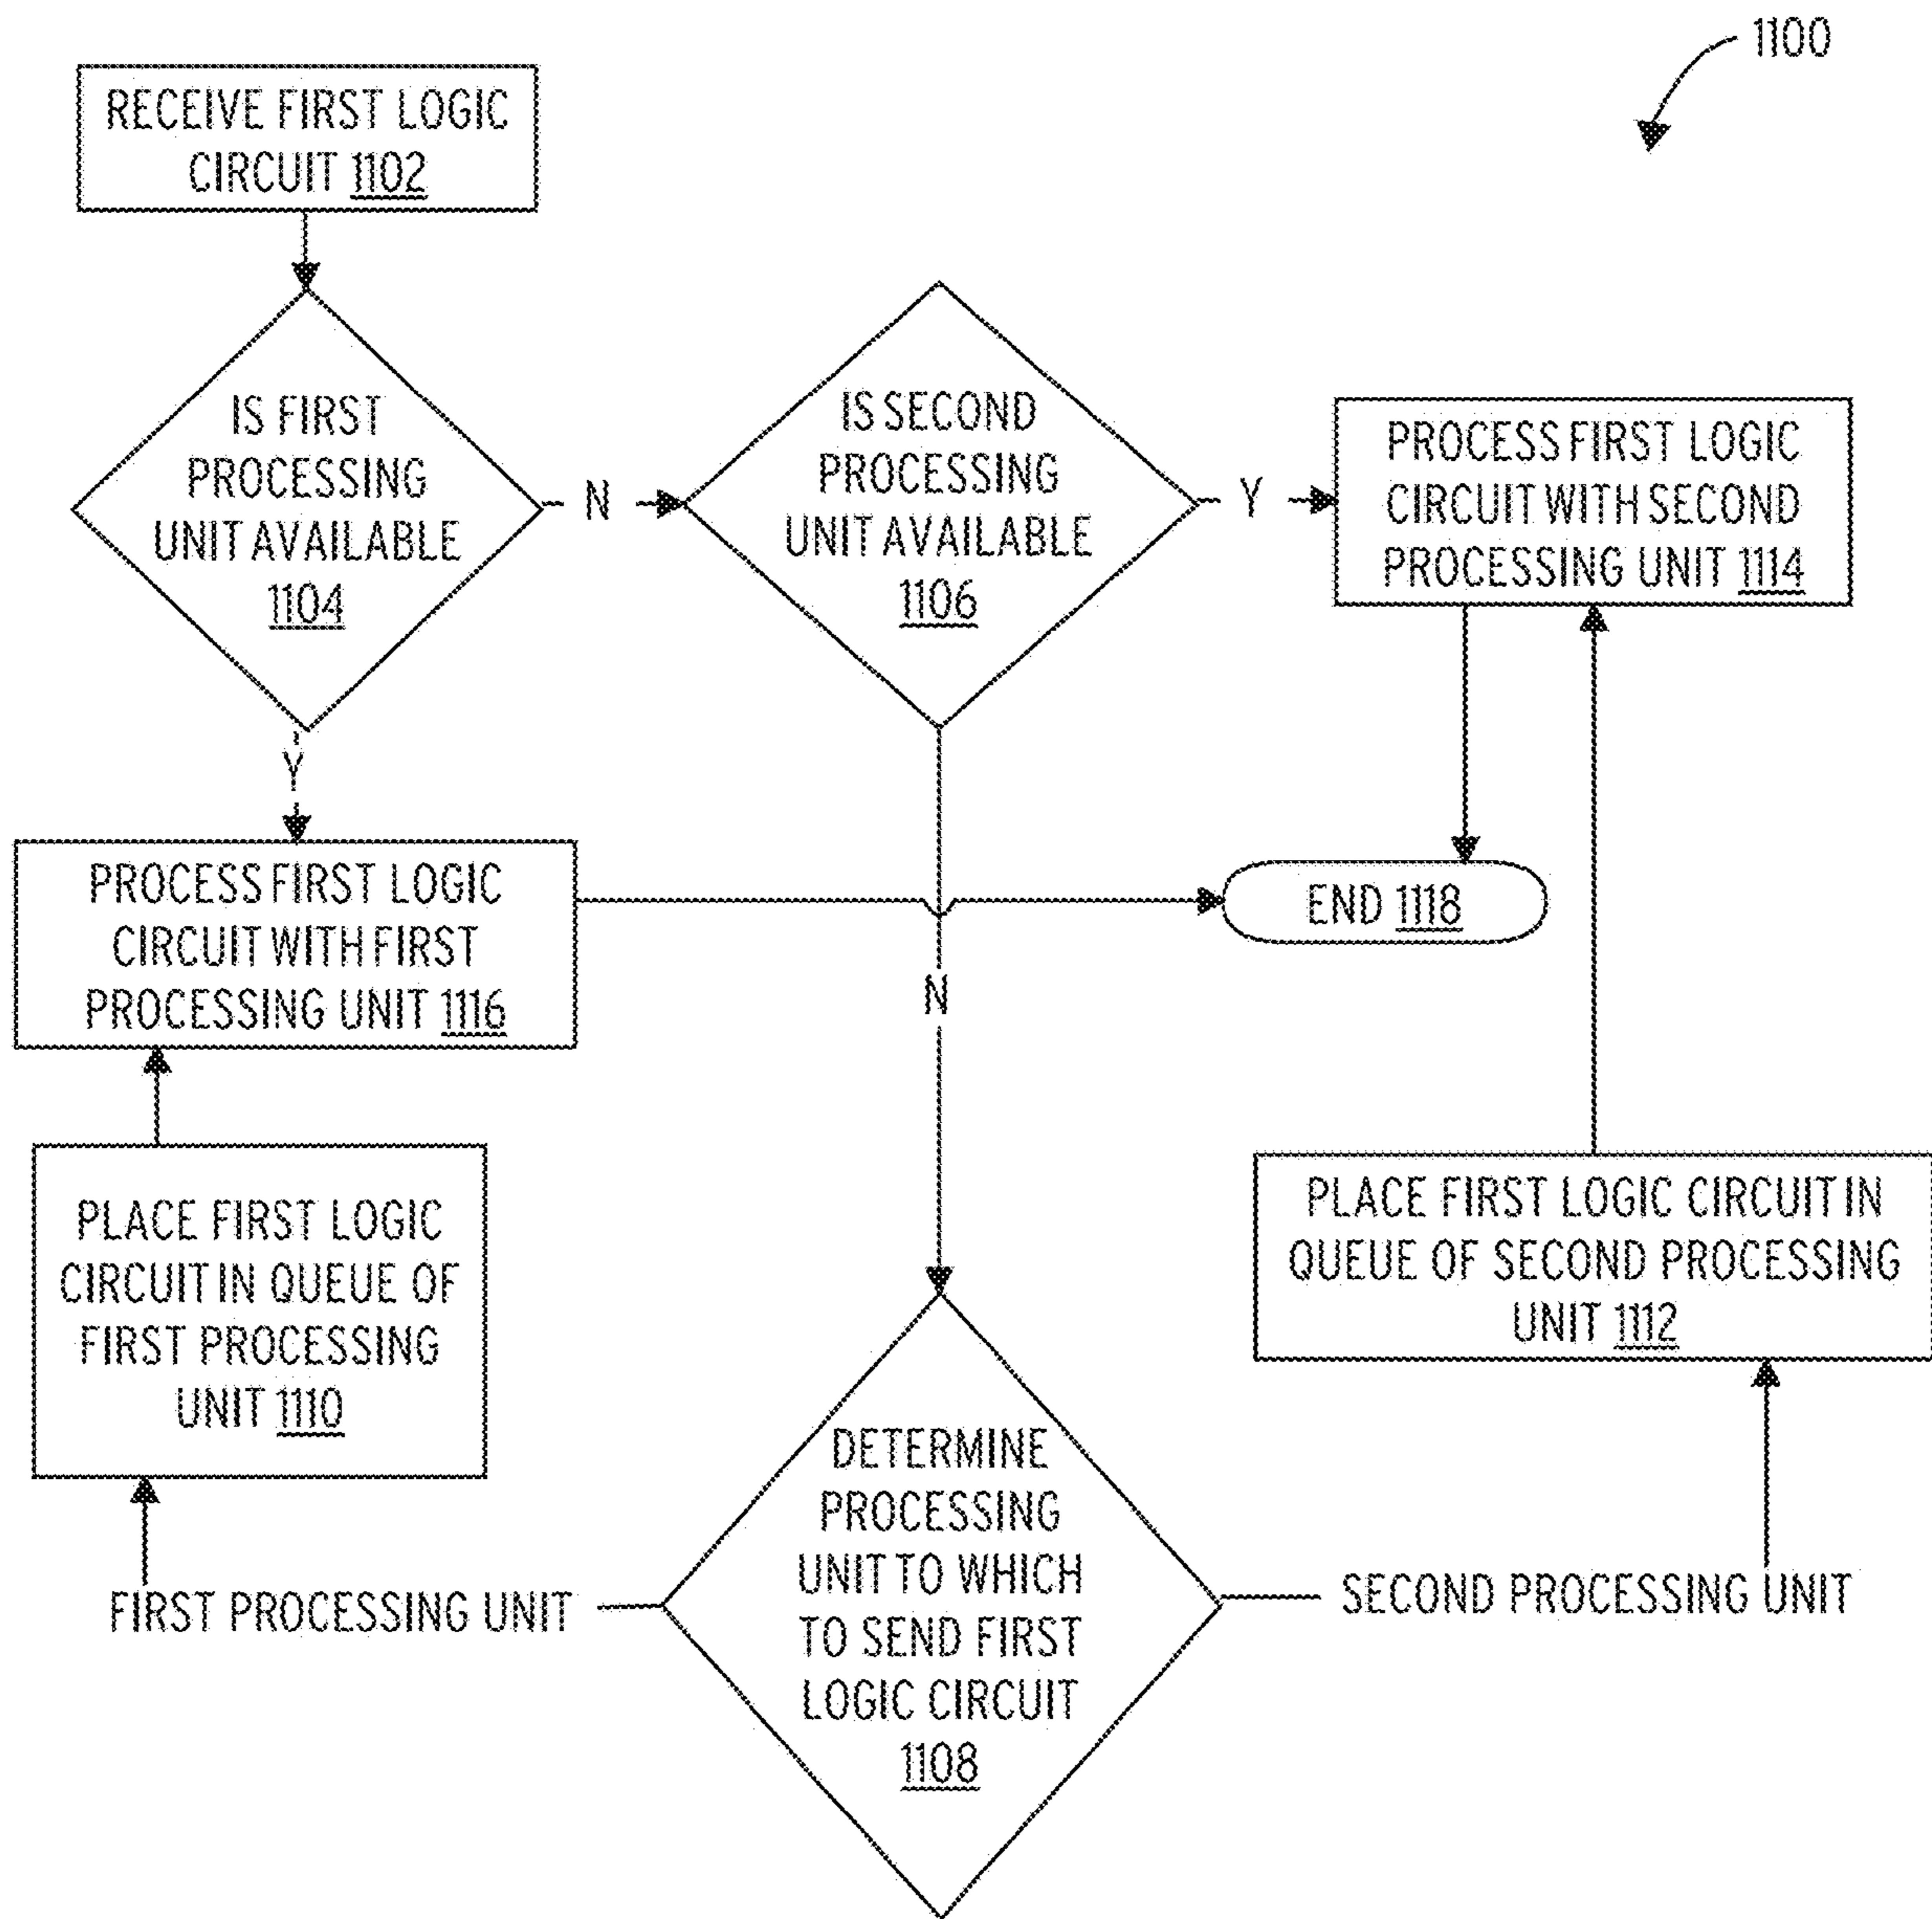 1100
RECEIVE FIRST LOGIC
CIRCUIT 1102
IS FIRST
PROCESSING
UNIT AVAILABLE
1104
N
IS SECOND
PROCESSING
UNIT AVAILABLE
1106
Y
PROCESS FIRST LOGIC
CIRCUIT WITH SECOND
PROCESSING UNIT 1114
Y
PROCESS FIRST LOGIC
CIRCUIT WITH FIRST
PROCESSING UNIT 1116
END 1118
N
PLACE FIRST LOGIC
CIRCUIT IN QUEUE OF
FIRST PROCESSING
UNIT 1110
PLACE FIRST LOGIC CIRCUIT IN
QUEUE OF SECOND PROCESSING
UNIT 1112
DETERMINE
PROCESSING
UNIT TO WHICH
TO SEND FIRST
LOGIC CIRCUIT
1108
FIRST PROCESSING UNIT
SECOND PROCESSING UNIT